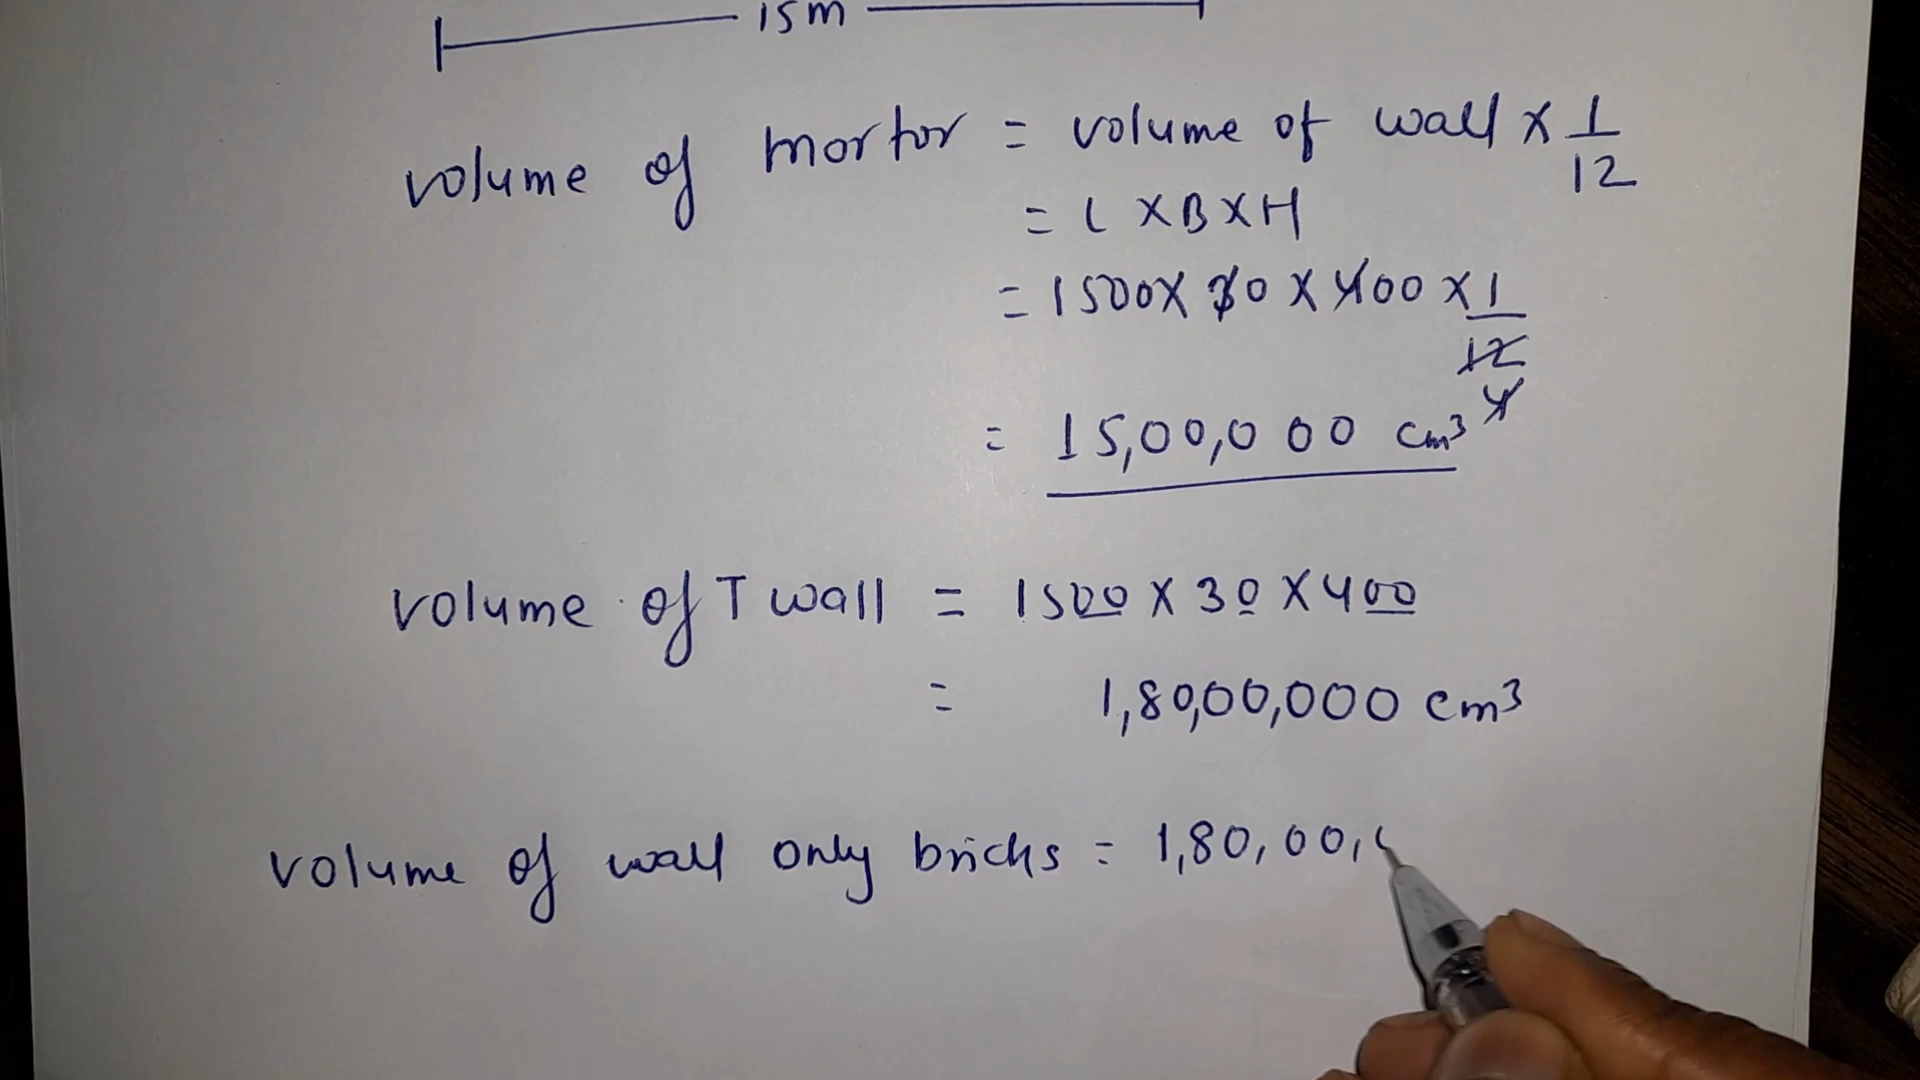 15m
volume of mortor = volume of wall × 1/12
= L × B × H
= 1500 × 30 × 400 × 1/12
4
= 15,00,000 cm³
volume of T wall = 1500 × 30 × 400
= 1,80,00,000 cm³
volume of wall only bricks = 1,80,00,